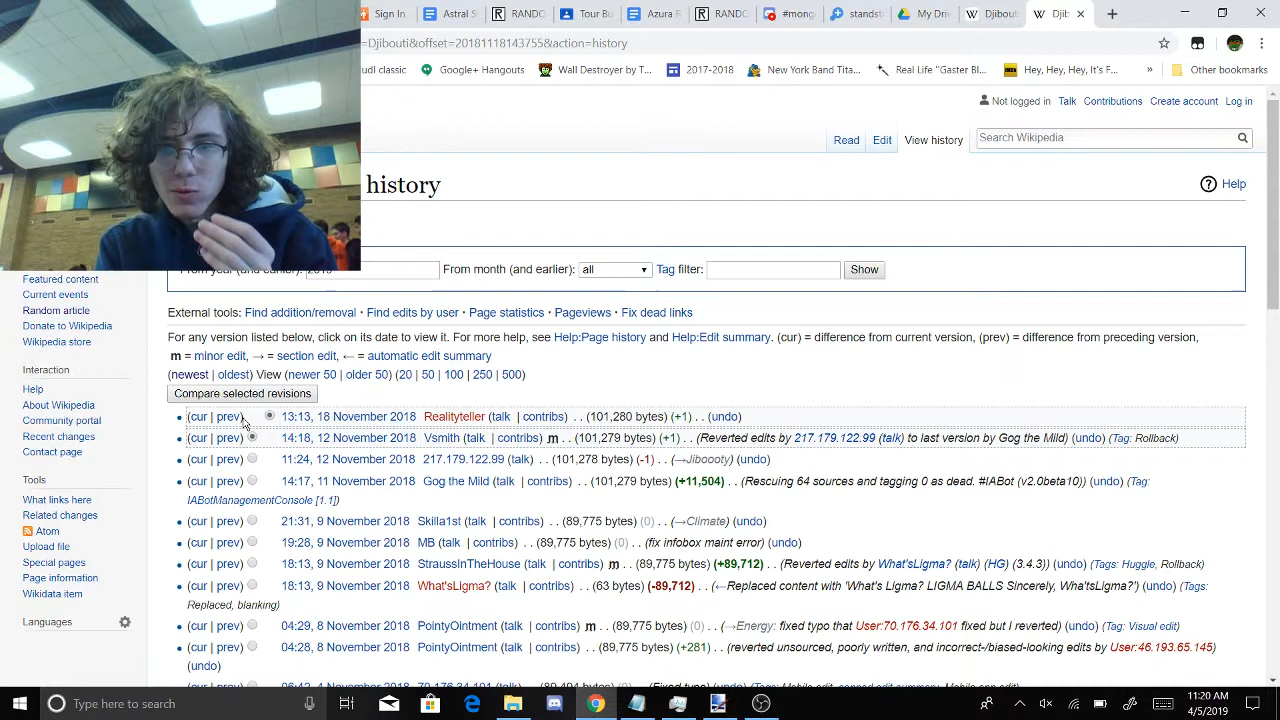 Sign In
Astral S
RANDO
Tour Bu
Azura R
RANDO
#rong
standst
My Driv
Djibouti
Djib
=Djibouti&offset=20181118143755&action=history
udl classic
Google+ Hangouts
Wall Destroyer by T...
2017-2018
New York Band Tita...
Real Life "Gaster Bl...
Hey, Hey, Hey, It's F...
»
Other bookmarks
Not logged in Talk Contributions Create account Log in
Read Edit View history Search Wikipedia
history
Help
From year (and earlier): 2019 From month (and earlier): all Tag filter: Show
External tools: Find addition/removal · Find edits by user · Page statistics · Pageviews · Fix dead links
For any version listed below, click on its date to view it. For more help, see Help:Page history and Help:Edit summary. (cur) = difference from current version, (prev) = difference from preceding version,
m = minor edit, → = section edit, ← = automatic edit summary
(newest | oldest) View (newer 50 | older 50) (20 | 50 | 100 | 250 | 500)
Compare selected revisions
(cur | prev) 13:13, 18 November 2018 Realityteller (talk | contribs) . . (101,280 bytes) (+1) . . (undo)
(cur | prev) 14:18, 12 November 2018 Vsmith (talk | contribs) m . . (101,279 bytes) (+1) . . (Reverted edits by 217.179.122.99 (talk) to last version by Gog the Mild) (undo) (Tag: Rollback)
(cur | prev) 11:24, 12 November 2018 217.179.122.99 (talk) . . (101,278 bytes) (-1) . . (→Jiboooty) (undo)
(cur | prev) 14:17, 11 November 2018 Gog the Mild (talk | contribs) . . (101,279 bytes) (+11,504) . . (Rescuing 64 sources and tagging 0 as dead. #IABot (v2.0beta10)) (undo) (Tag:
IABotManagementConsole [1.1])
(cur | prev) 21:31, 9 November 2018 Skilla1st (talk | contribs) . . (89,775 bytes) (0) . . (→Climate) (undo)
(cur | prev) 19:28, 9 November 2018 MB (talk | contribs) . . (89,775 bytes) (0) . . (fix infobox maint error) (undo)
(cur | prev) 18:13, 9 November 2018 StraussInTheHouse (talk | contribs) m . . (89,775 bytes) (+89,712) . . (Reverted edits by What'sLigma? (talk) (HG) (3.4.3)) (undo) (Tags: Huggle, Rollback)
(cur | prev) 18:13, 9 November 2018 What'sLigma? (talk | contribs) . . (63 bytes) (-89,712) . . (←Replaced content with 'What's Ligma? LIGMA BALLS Sincerely, Wha'tsLigma?') (undo) (Tags:
Replaced, blanking)
(cur | prev) 04:29, 8 November 2018 PointyOintment (talk | contribs) m . . (89,775 bytes) (0) . . (→Energy: fixed typo that User:70.176.34.101 fixed but I reverted) (undo) (Tag: Visual edit)
(cur | prev) 04:28, 8 November 2018 PointyOintment (talk | contribs) . . (89,775 bytes) (+281) . . (reverted unsourced, poorly written, and incorrect-/biased-looking edits by User:46.193.65.145)
(undo)
Featured content
Current events
Random article
Donate to Wikipedia
Wikipedia store
Interaction
Help
About Wikipedia
Community portal
Recent changes
Contact page
Tools
What links here
Related changes
Atom
Upload file
Special pages
Page information
Wikidata item
Languages
Type here to search
11:20 AM
4/5/2019